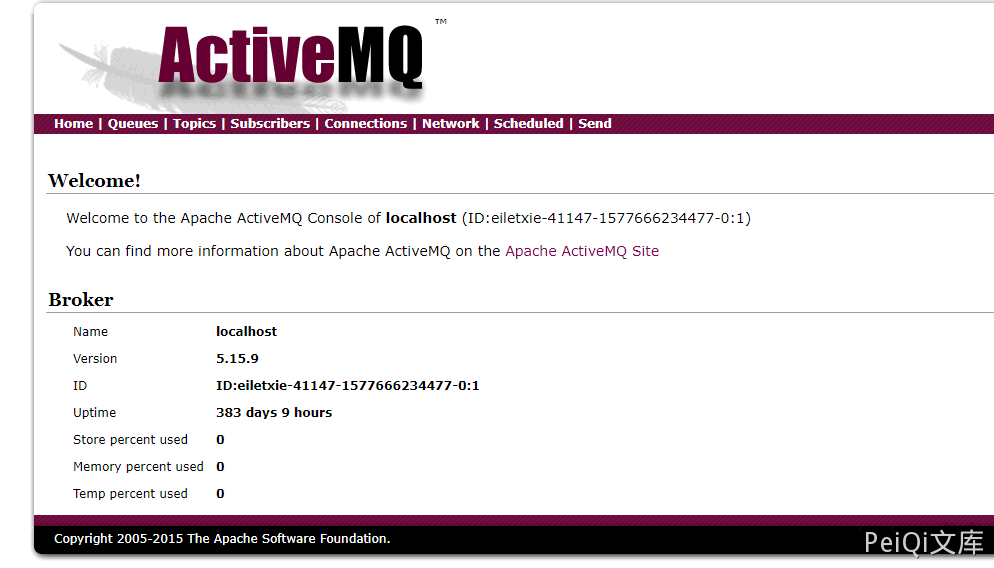 ActiveMQ™
Home | Queues | Topics | Subscribers | Connections | Network | Scheduled | Send
Welcome!
Welcome to the Apache ActiveMQ Console of localhost (ID:eiletxie-41147-1577666234477-0:1)
You can find more information about Apache ActiveMQ on the Apache ActiveMQ Site
Broker
Name localhost
Version 5.15.9
ID ID:eiletxie-41147-1577666234477-0:1
Uptime 383 days 9 hours
Store percent used 0
Memory percent used 0
Temp percent used 0
Copyright 2005-2015 The Apache Software Foundation.
PeiQi文库